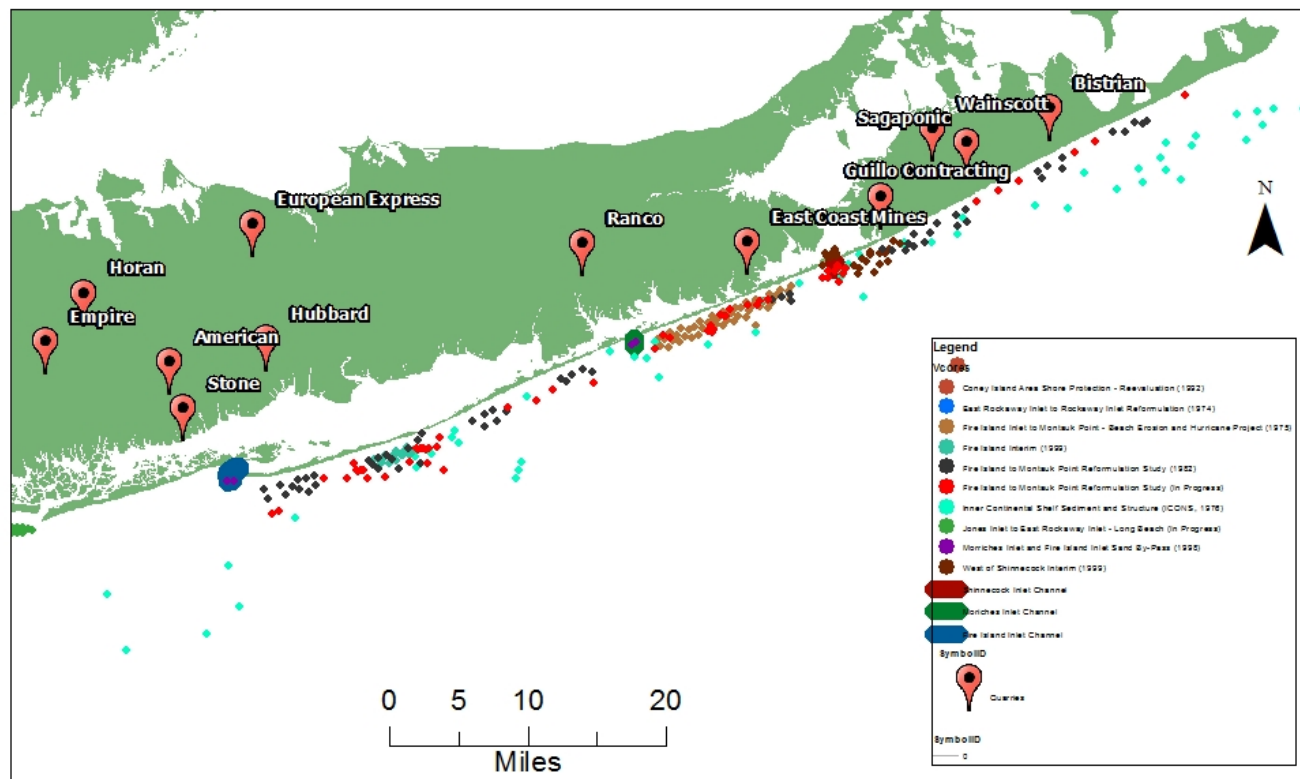 Bistrian
Wainscott
Sagaponic
Guillo Contracting
European Express
N
Ranco
East Coast Mines
Horan
Empire
Hubbard
American
Stone
Legend
Vcores
Coney Island Area Shore Protection - Reevaluation (1992)
East Rockaway Inlet to Rockaway Inlet Reformulation (1974)
Fire Island Inlet to Montauk Point - Beach Erosion and Hurricane Project (1975)
Fire Island Interim (1999)
Fire Island to Montauk Point Reformulation Study (1982)
Fire Island to Montauk Point Reformulation Study (In Progress)
Inner Continental Shelf Sediment and Structure (ICONS, 1976)
Jones Inlet to East Rockaway Inlet - Long Beach (In Progress)
Morriches Inlet and Fire Island Inlet Sand By-Pass (1995)
West of Shinnecock Interim (1999)
Shinnecock Inlet Channel
Moriches Inlet Channel
Fire Island Inlet Channel
SymbolID
Quarries
SymbolID
0
0 5 10 20
Miles